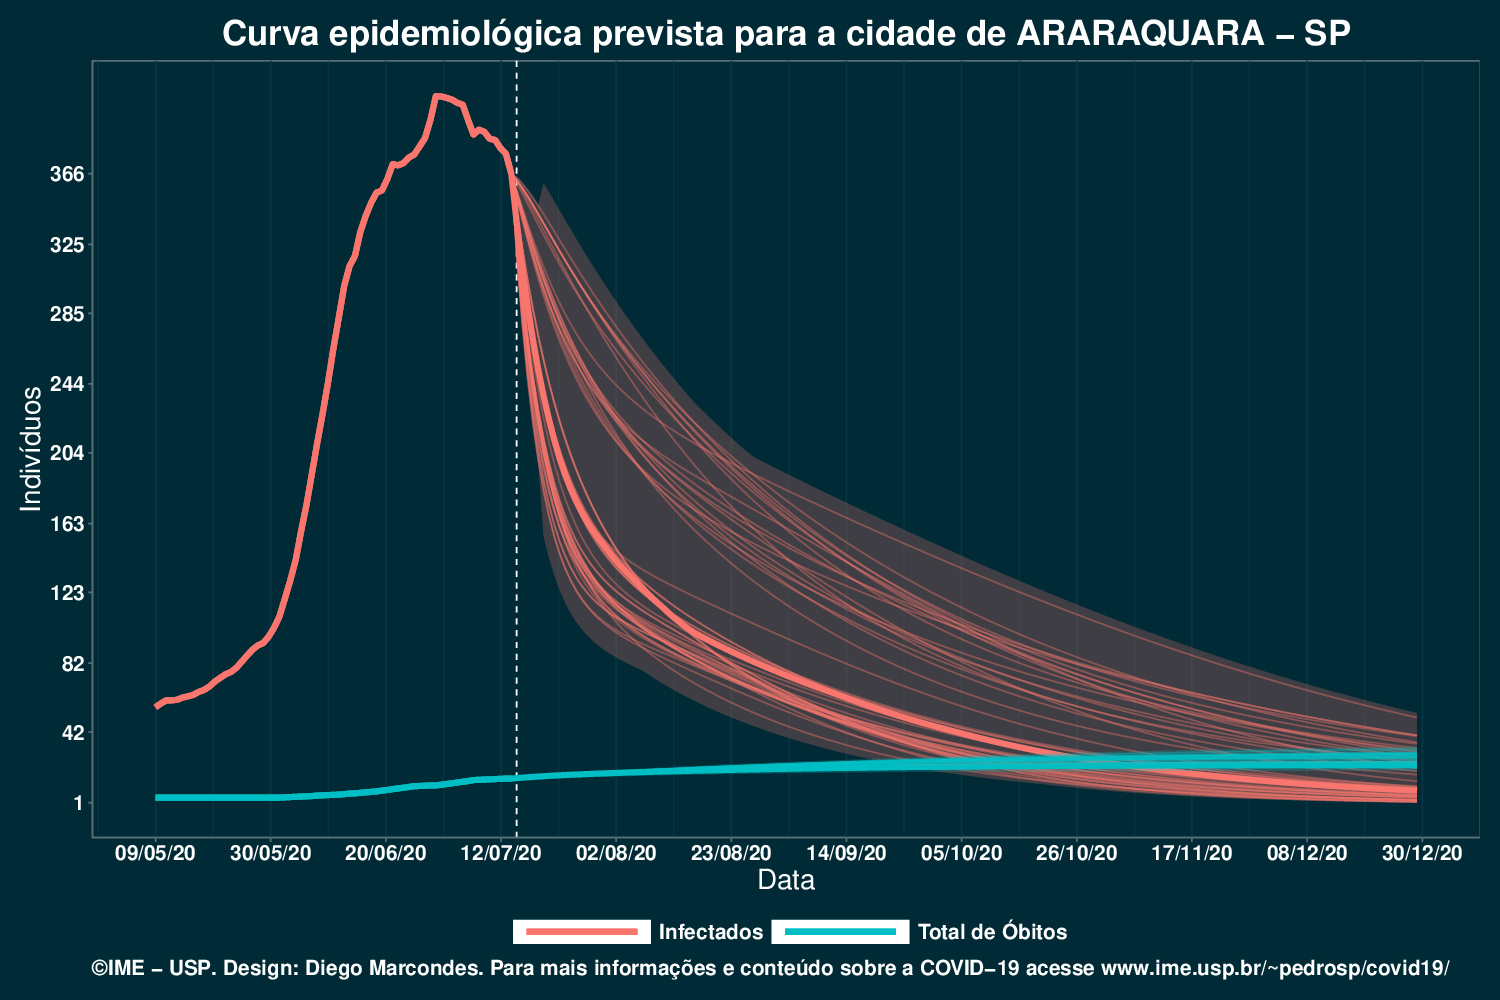 Curva epidemiológica prevista para a cidade de ARARAQUARA – SP
Indivíduos
366
325
285
244
204
163
123
82
42
1
09/05/20 30/05/20 20/06/20 12/07/20 02/08/20 23/08/20 14/09/20 05/10/20 26/10/20 17/11/20 08/12/20 30/12/20
Data
Infectados Total de Óbitos
©IME – USP. Design: Diego Marcondes. Para mais informações e conteúdo sobre a COVID–19 acesse www.ime.usp.br/~pedrosp/covid19/